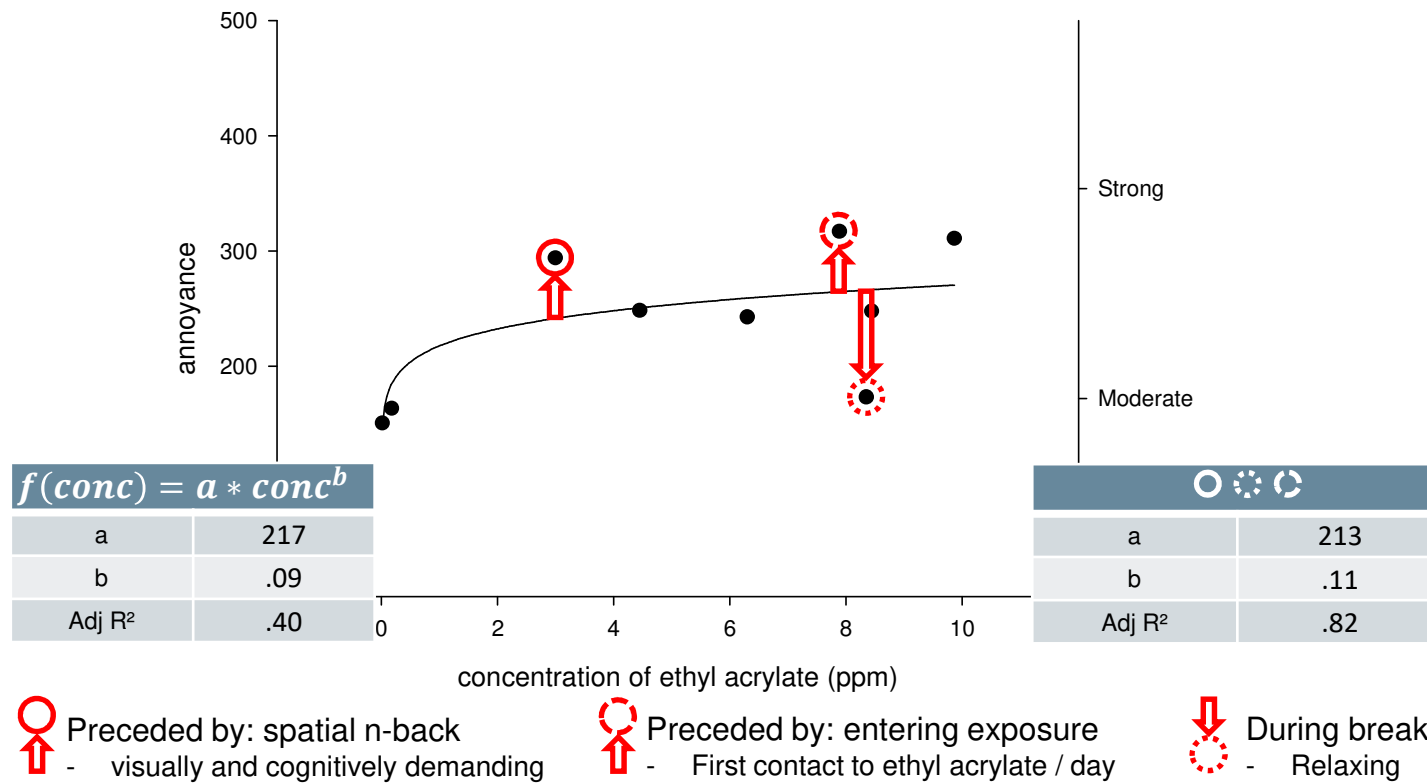 500
400
300
200
annoyance
Strong
Moderate
f(conc) = a * conc^b
a 217
b .09
Adj R² .40
a 213
b .11
Adj R² .82
0 2 4 6 8 10
concentration of ethyl acrylate (ppm)
Preceded by: spatial n-back
- visually and cognitively demanding
Preceded by: entering exposure
- First contact to ethyl acrylate / day
During break
- Relaxing